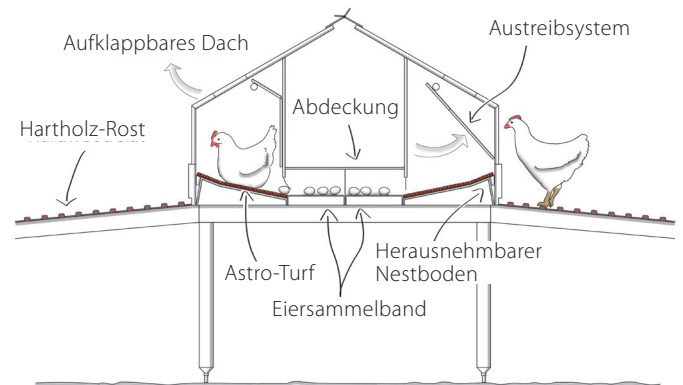 Aufklappbares Dach
Austreibsystem
Abdeckung
Hartholz-Rost
Astro-Turf
Herausnehmbarer
Nestboden
Eiersammelband